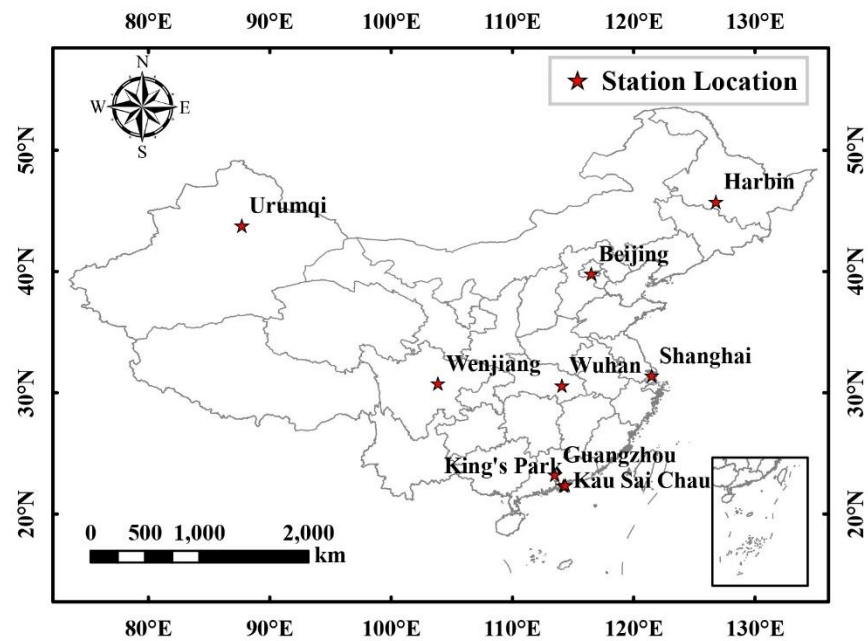 80°E 90°E 100°E 110°E 120°E 130°E
N
W E
S
Station Location
50°N 50°N
Harbin
Urumqi
Beijing
40°N 40°N
Shanghai
Wenjiang Wuhan
30°N 30°N
Guangzhou
King's Park
Kau Sai Chau
20°N 20°N
0 500 1,000 2,000
km
80°E 90°E 100°E 110°E 120°E 130°E